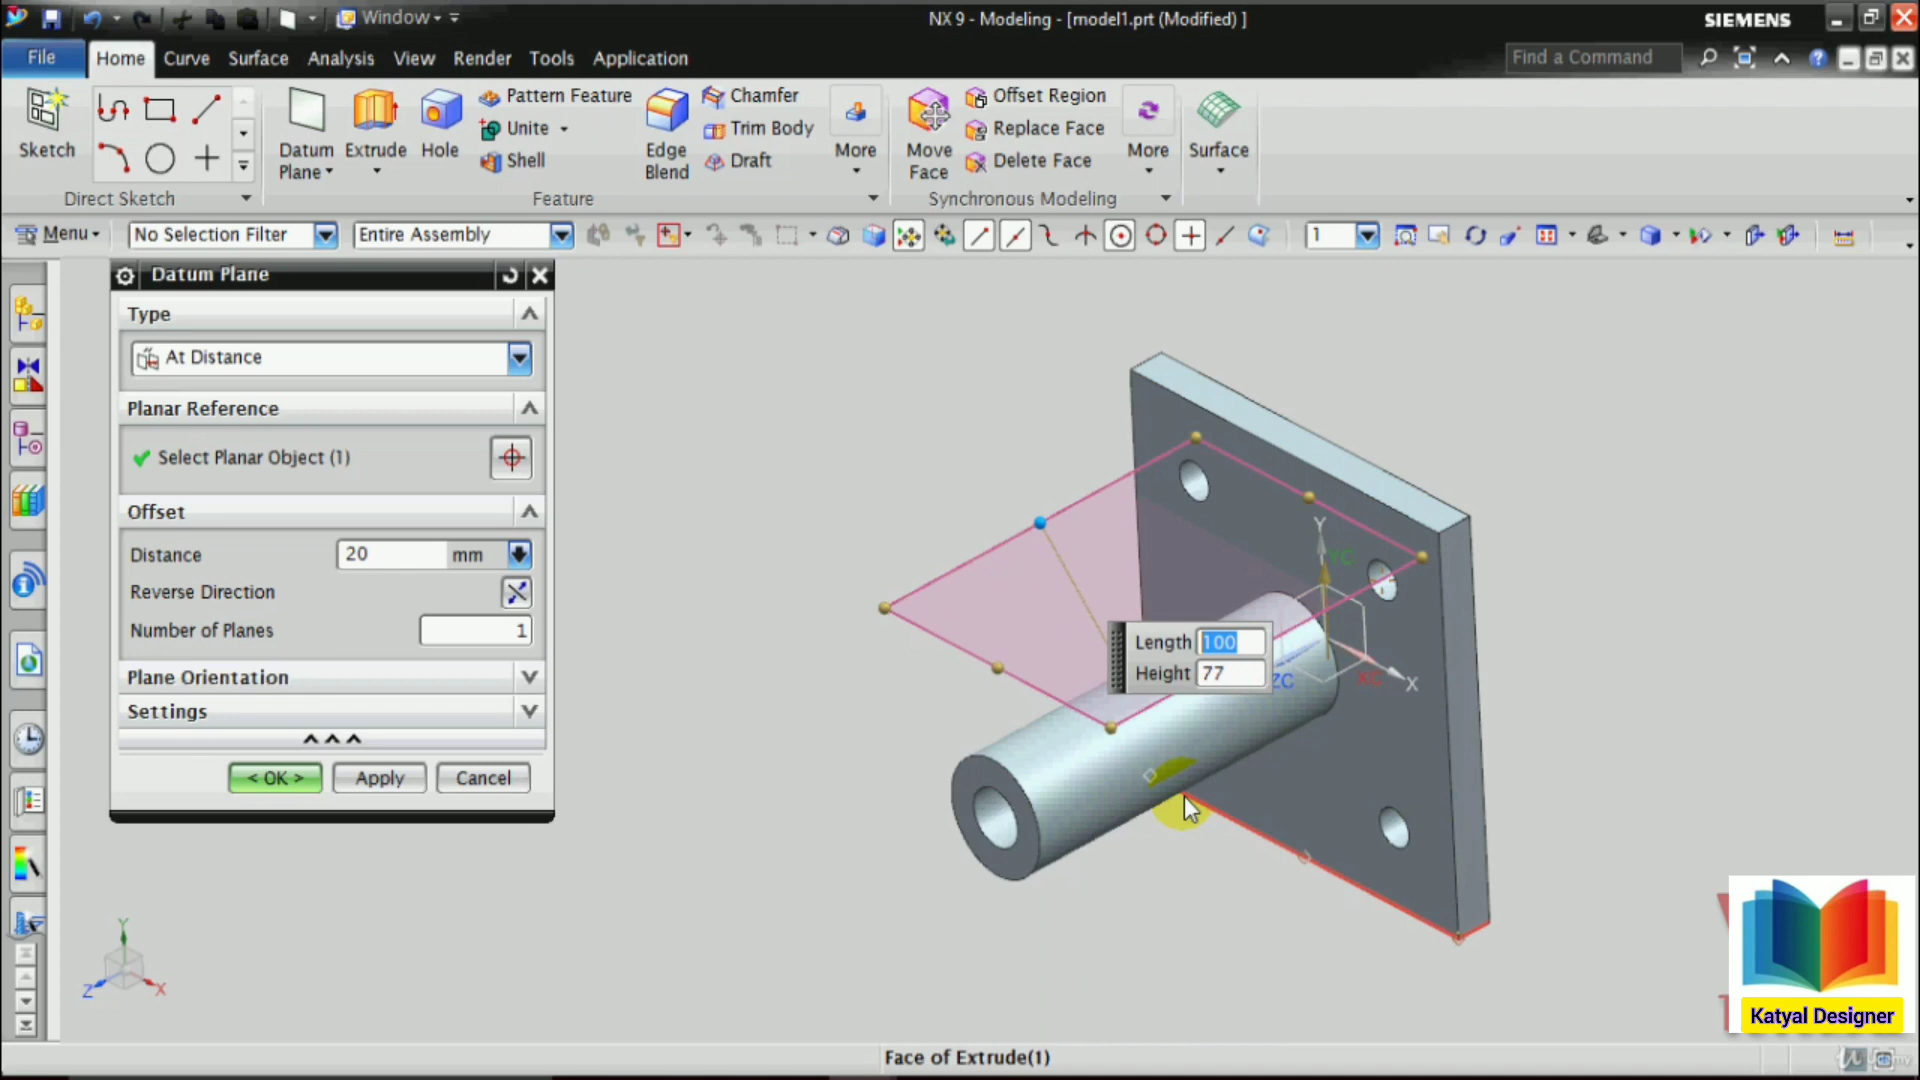 Window
NX 9 - Modeling - [model1.prt (Modified) ]
SIEMENS
File
Home
Curve
Surface
Analysis
View
Render
Tools
Application
Find a Command
Sketch
Datum Plane
Extrude
Hole
Pattern Feature
Unite
Shell
Edge Blend
Chamfer
Trim Body
Draft
More
Move Face
Offset Region
Replace Face
Delete Face
More
Surface
Direct Sketch
Feature
Synchronous Modeling
Menu
No Selection Filter
Entire Assembly
1
Datum Plane
Type
At Distance
Planar Reference
Select Planar Object (1)
Offset
Distance
20
mm
Reverse Direction
Number of Planes
1
Plane Orientation
Settings
< OK >
Apply
Cancel
Y
YC
Length 100
Height 77
ZC
XC
X
Y
Z
X
Katyal Designer
Face of Extrude(1)